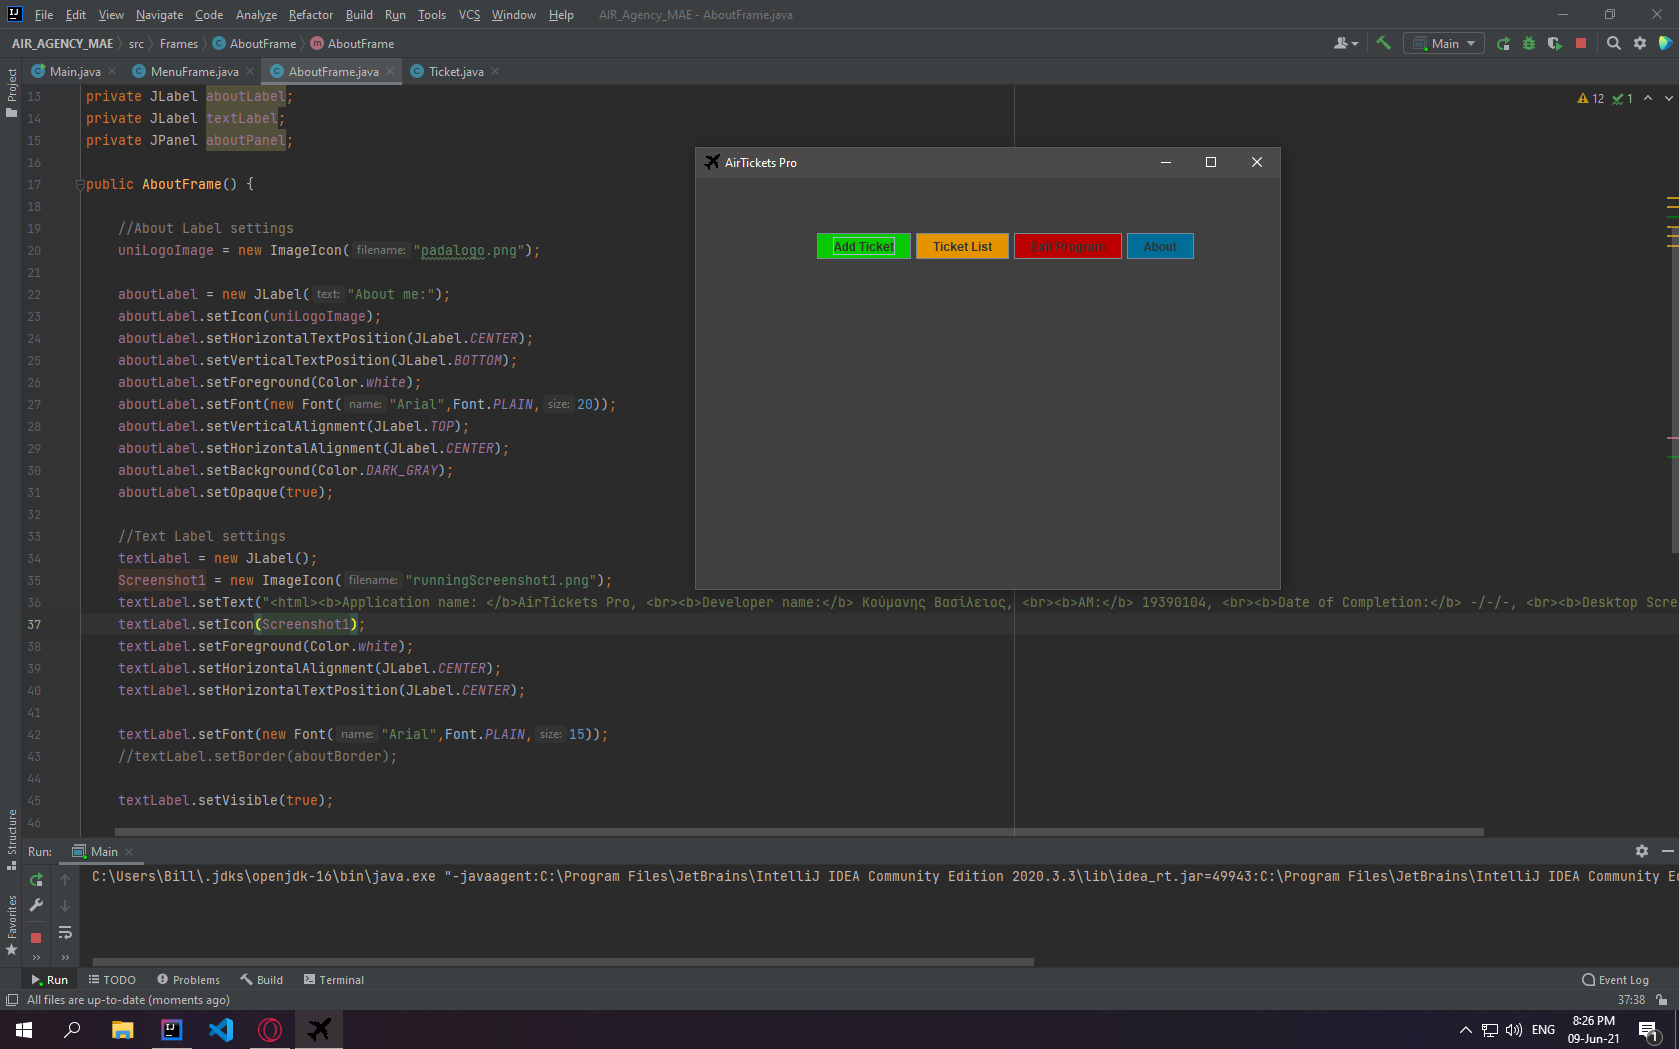 File Edit View Navigate Code Analyze Refactor Build Run Tools VCS Window Help AIR_Agency_MAE - AboutFrame.java
AIR_AGENCY_MAE src Frames AboutFrame AboutFrame
Main
Main.java MenuFrame.java AboutFrame.java Ticket.java
Project
12 1
13 private JLabel aboutLabel;
14 private JLabel textLabel;
15 private JPanel aboutPanel;
16
17 public AboutFrame() {
18
19 //About Label settings
20 uniLogoImage = new ImageIcon( filename: "padalogo.png");
21
22 aboutLabel = new JLabel( text: "About me:");
23 aboutLabel.setIcon(uniLogoImage);
24 aboutLabel.setHorizontalTextPosition(JLabel.CENTER);
25 aboutLabel.setVerticalTextPosition(JLabel.BOTTOM);
26 aboutLabel.setForeground(Color.white);
27 aboutLabel.setFont(new Font( name: "Arial",Font.PLAIN, size: 20));
28 aboutLabel.setVerticalAlignment(JLabel.TOP);
29 aboutLabel.setHorizontalAlignment(JLabel.CENTER);
30 aboutLabel.setBackground(Color.DARK_GRAY);
31 aboutLabel.setOpaque(true);
32
33 //Text Label settings
34 textLabel = new JLabel();
35 Screenshot1 = new ImageIcon( filename: "runningScreenshot1.png");
36 textLabel.setText("<html><b>Application name: </b>AirTickets Pro, <br><b>Developer name:</b> Κούμανης Βασίλειος, <br><b>AM:</b> 19390104, <br><b>Date of Completion:</b> -/-/-, <br><b>Desktop Scre
37 textLabel.setIcon(Screenshot1);
38 textLabel.setForeground(Color.white);
39 textLabel.setHorizontalAlignment(JLabel.CENTER);
40 textLabel.setHorizontalTextPosition(JLabel.CENTER);
41
42 textLabel.setFont(new Font( name: "Arial",Font.PLAIN, size: 15));
43 //textLabel.setBorder(aboutBorder);
44
45 textLabel.setVisible(true);
46
AirTickets Pro
Add Ticket Ticket List Exit Program About
Structure
Favorites
Run: Main
C:\Users\Bill\.jdks\openjdk-16\bin\java.exe "-javaagent:C:\Program Files\JetBrains\IntelliJ IDEA Community Edition 2020.3.3\lib\idea_rt.jar=49943:C:\Program Files\JetBrains\IntelliJ IDEA Community Ed
Run TODO Problems Build Terminal Event Log
All files are up-to-date (moments ago) 37:38
ENG 8:26 PM
09-Jun-21
1